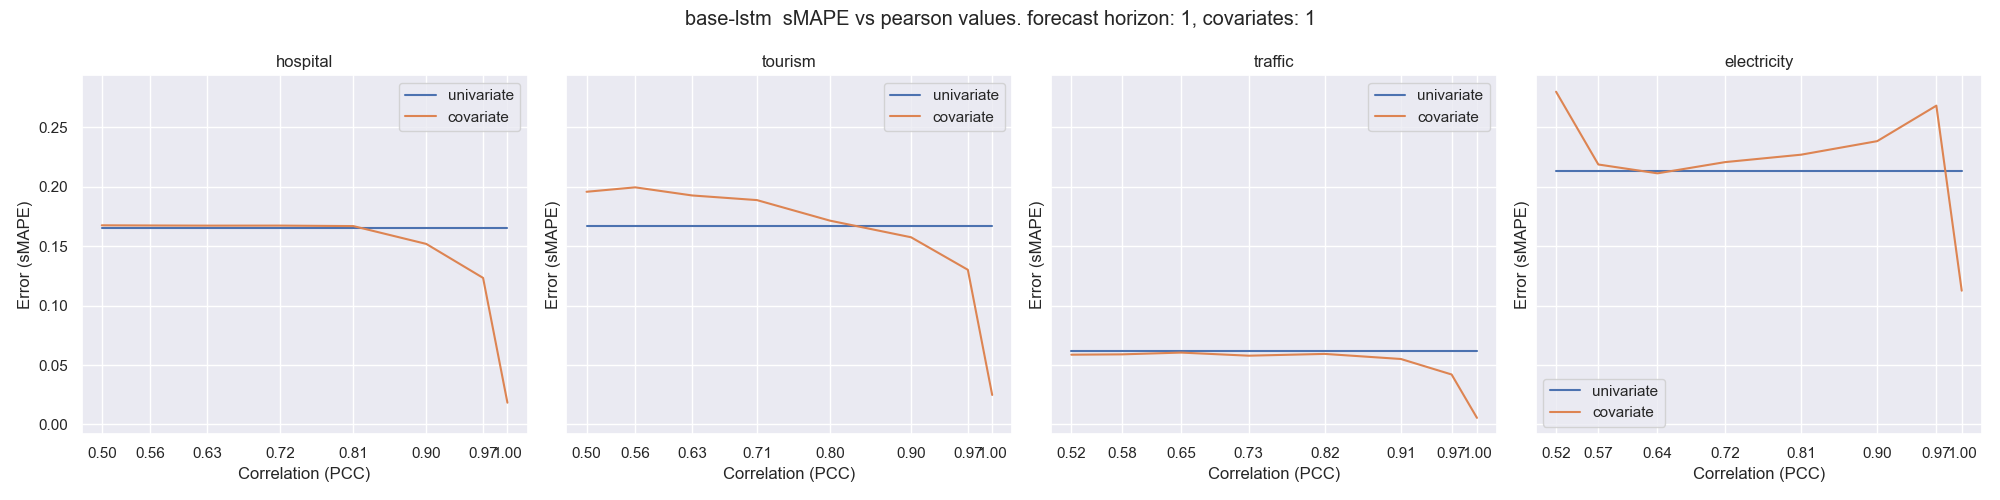 base-lstm  sMAPE vs pearson values. forecast horizon: 1, covariates: 1
hospital
univariate
covariate
0.25
0.20
0.15
0.10
0.05
0.00
Error (sMAPE)
0.50 0.56 0.63 0.72 0.81 0.90 0.97 1.00
Correlation (PCC)
tourism
univariate
covariate
Error (sMAPE)
0.50 0.56 0.63 0.71 0.80 0.90 0.97 1.00
Correlation (PCC)
traffic
univariate
covariate
Error (sMAPE)
0.52 0.58 0.65 0.73 0.82 0.91 0.97 1.00
Correlation (PCC)
electricity
Error (sMAPE)
univariate
covariate
0.52 0.57 0.64 0.72 0.81 0.90 0.97 1.00
Correlation (PCC)